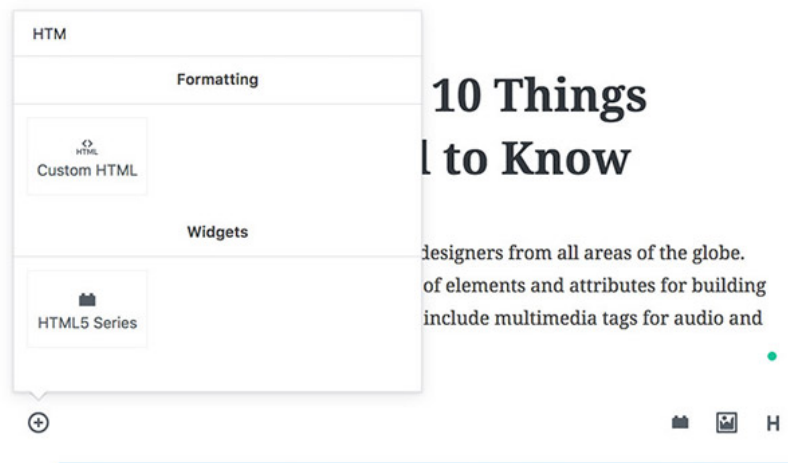 HTM
Formatting
HTML
Custom HTML
Widgets
HTML5 Series
10 Things
to Know
designers from all areas of the globe.
of elements and attributes for building
include multimedia tags for audio and
H